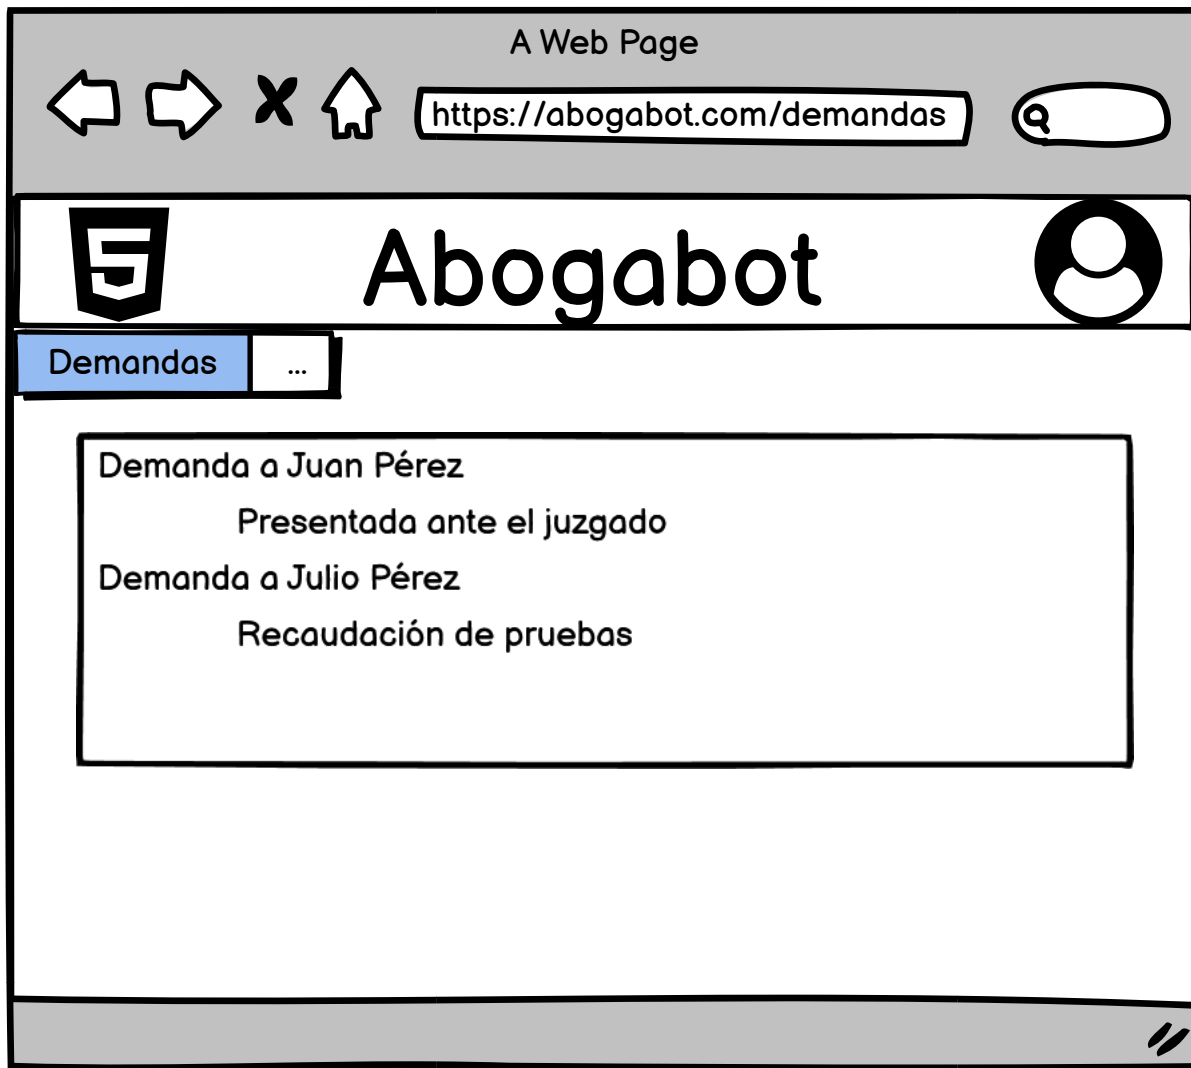 A Web Page
https://abogabot.com/demandas
Abogabot
Demandas
...
Demanda a Juan Pérez
Presentada ante el juzgado
Demanda a Julio Pérez
Recaudación de pruebas